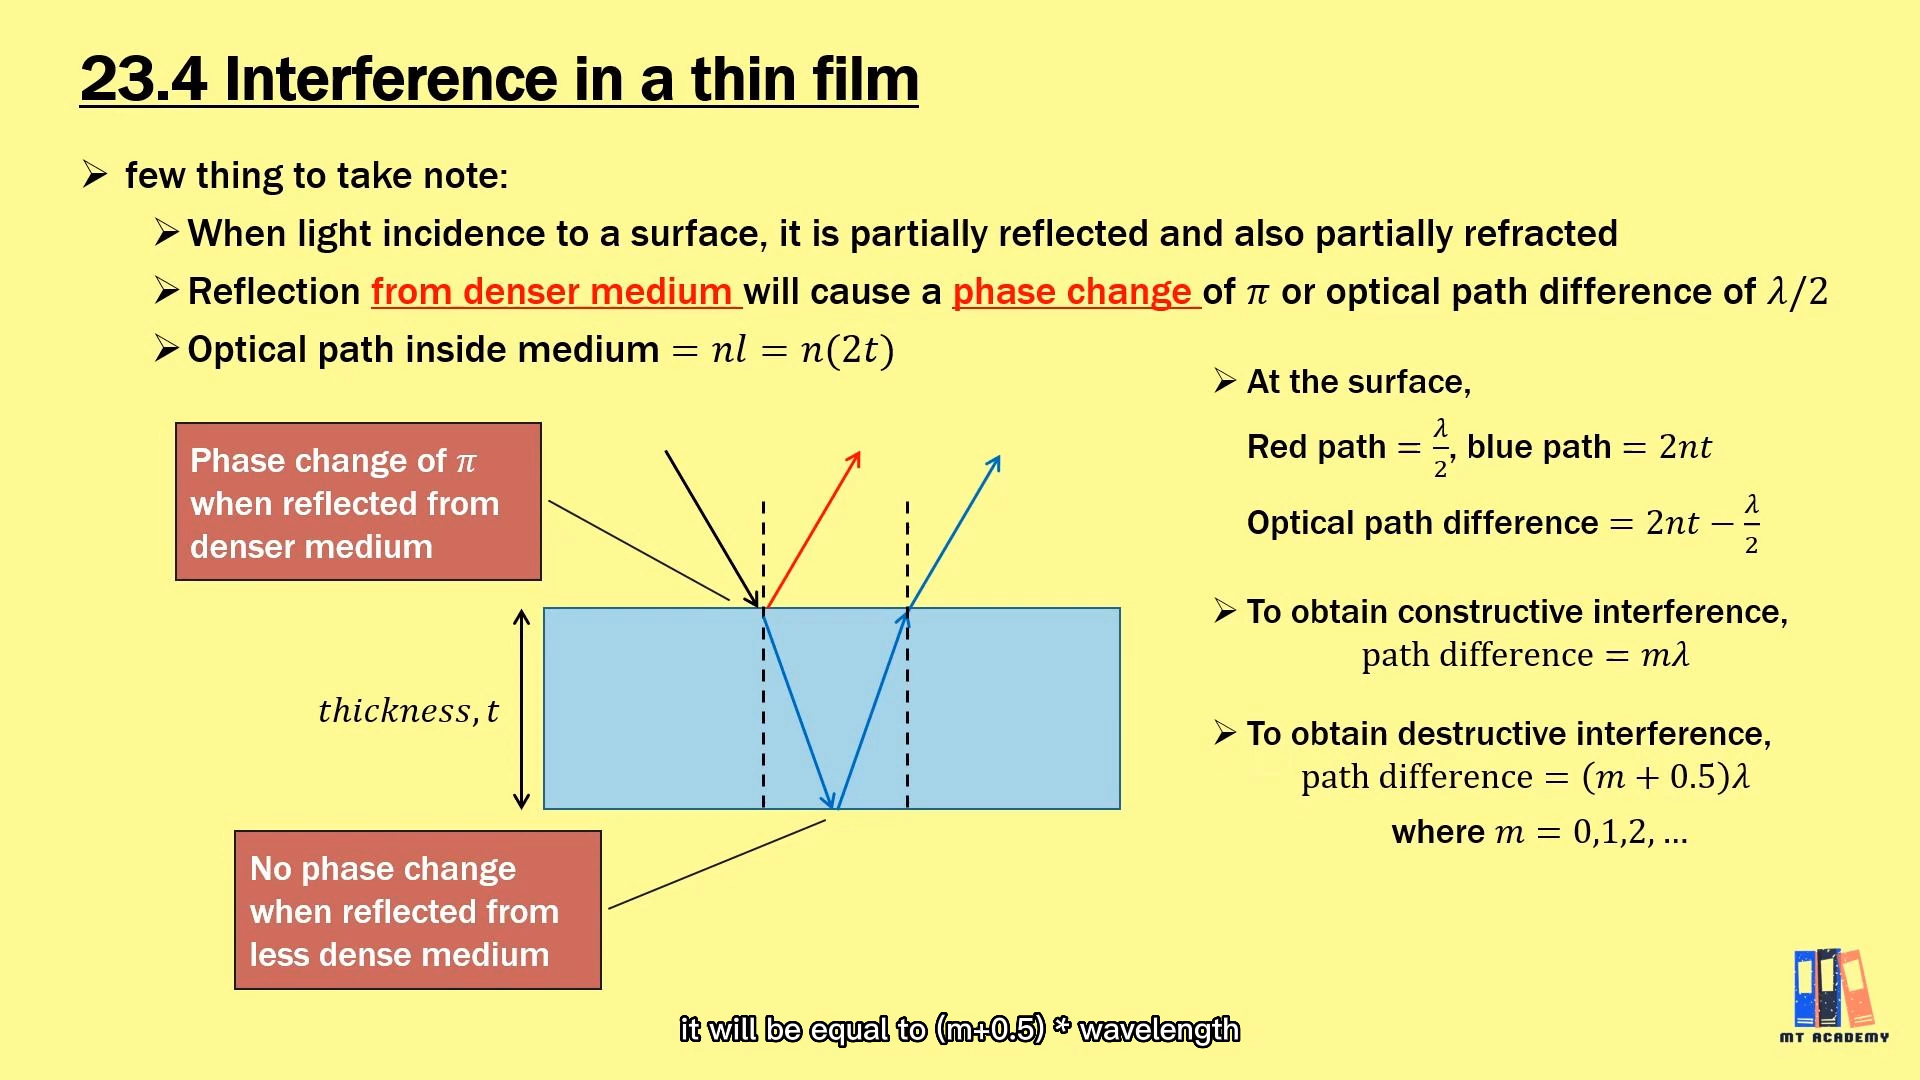 23.4 Interference in a thin film
➢ few thing to take note:
➢ When light incidence to a surface, it is partially reflected and also partially refracted
➢ Reflection from denser medium will cause a phase change of π or optical path difference of λ/2
➢ Optical path inside medium = nl = n(2t)
➢ At the surface,
Red path = λ/2, blue path = 2nt
Optical path difference = 2nt − λ/2
➢ To obtain constructive interference,
path difference = mλ
➢ To obtain destructive interference,
path difference = (m + 0.5)λ
where m = 0,1,2, …
Phase change of π
when reflected from
denser medium
thickness, t
No phase change
when reflected from
less dense medium
it will be equal to (m+0.5) * wavelength
MT ACADEMY